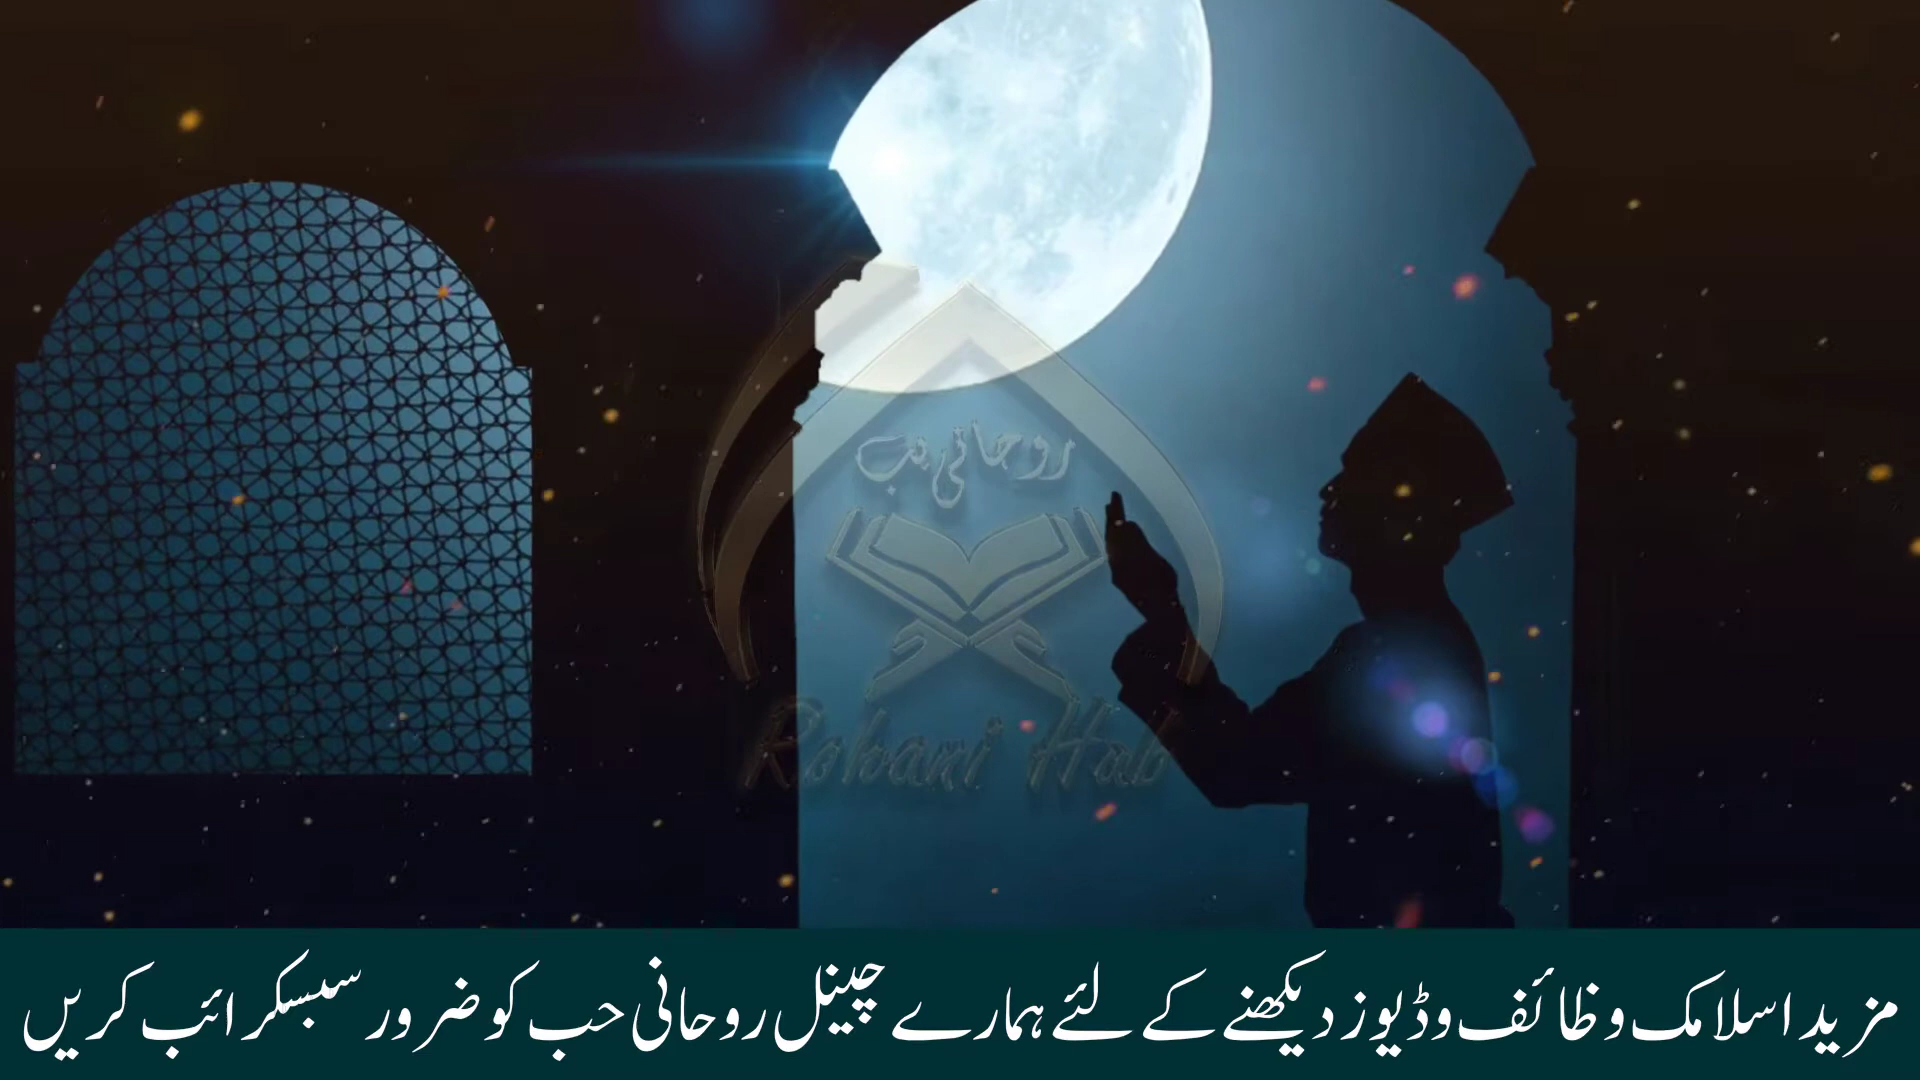 روحانی حب
Rohani Hub
مزید اسلامک وظائف وڈیوز دیکھنے کے لئے ہمارے چینل روحانی حب کو ضرور سبسکرائب کریں